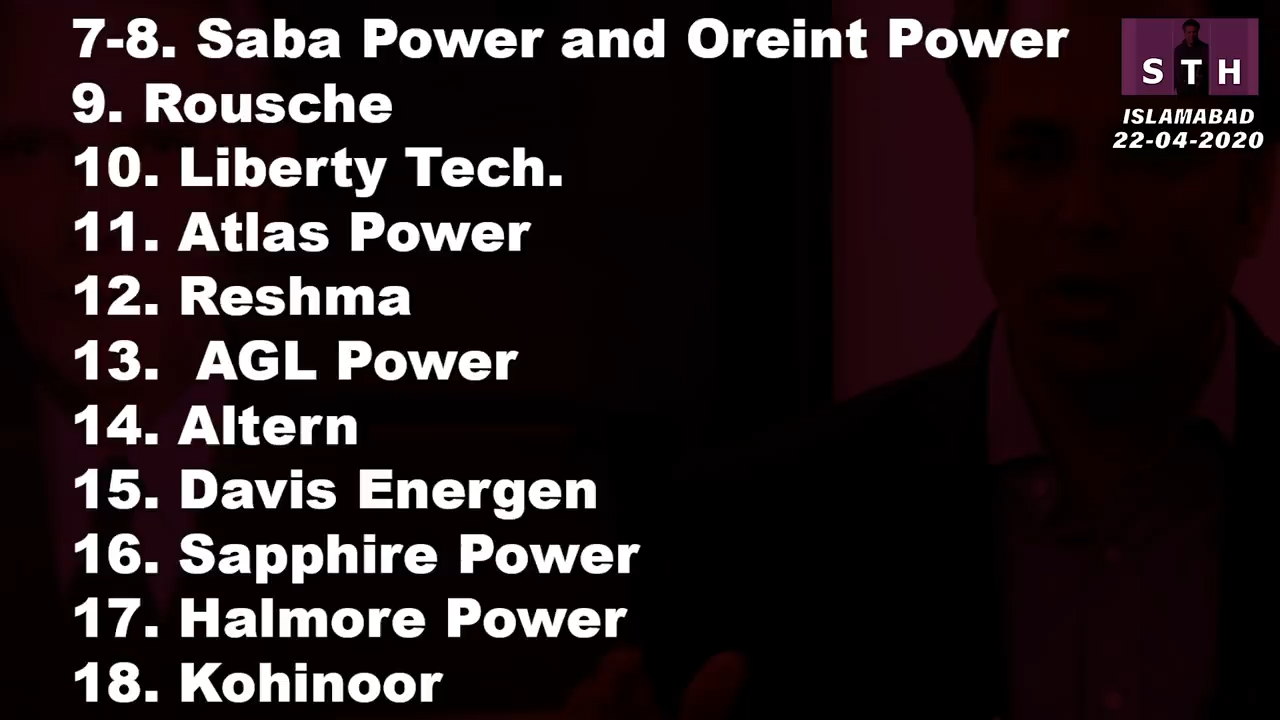 7-8. Saba Power and Oreint Power
9. Rousche
10. Liberty Tech.
11. Atlas Power
12. Reshma
13.  AGL Power
14. Altern
15. Davis Energen
16. Sapphire Power
17. Halmore Power
18. Kohinoor
S T H
ISLAMABAD
22-04-2020